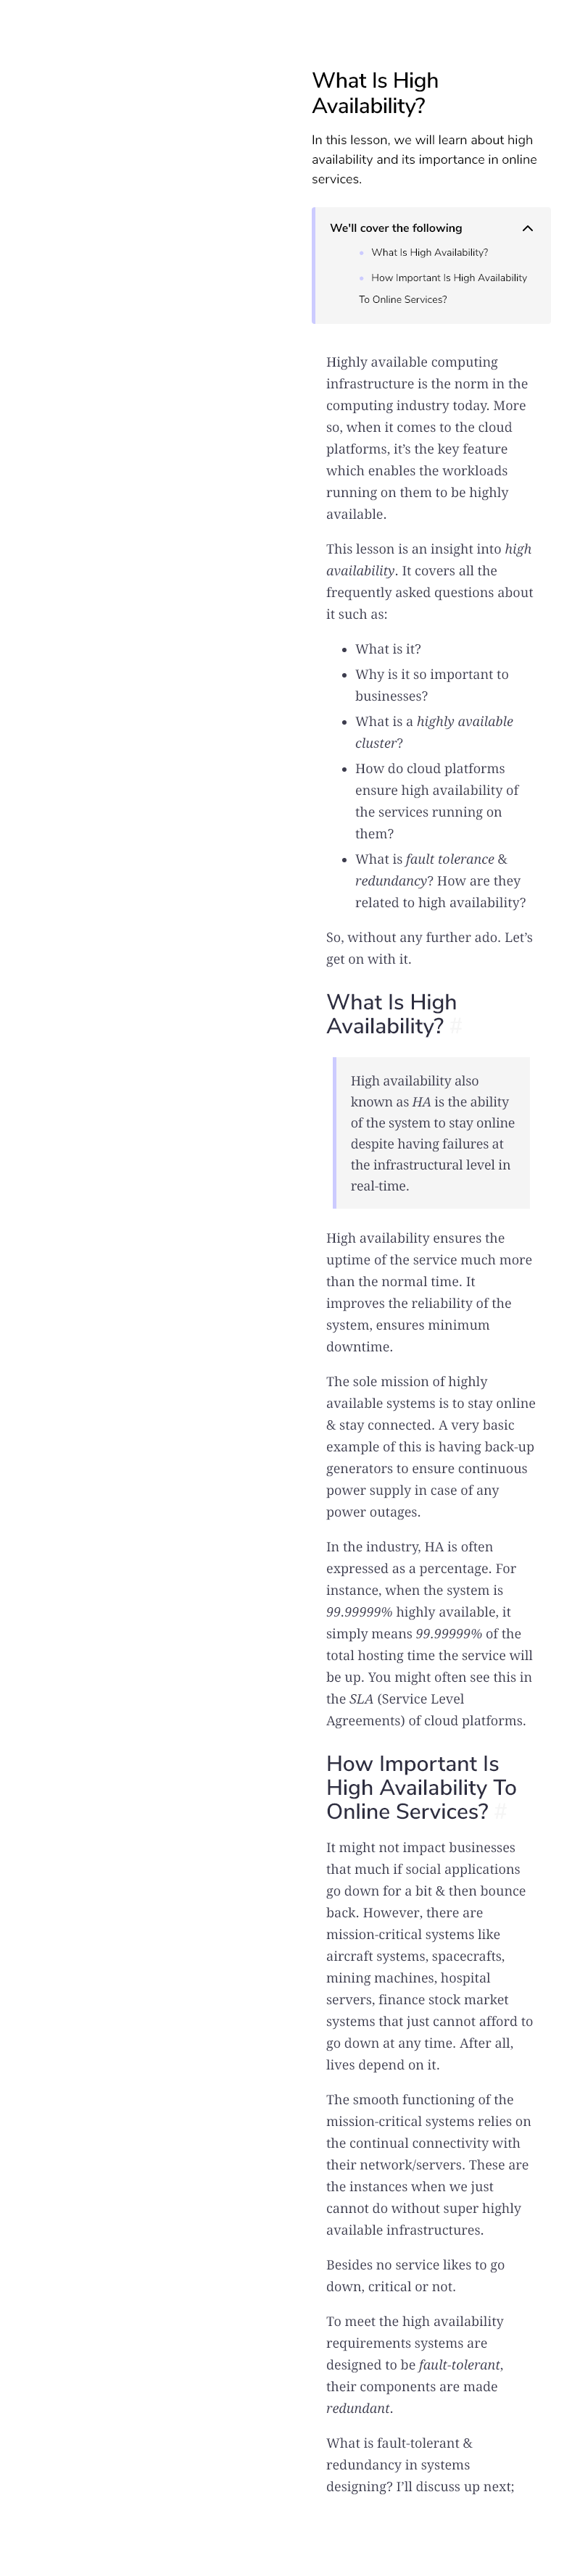 What Is High
Availability?
In this lesson, we will learn about high
availability and its importance in online
services.
We'll cover the following
What Is High Availability?
How Important Is High Availability
To Online Services?
Highly available computing
infrastructure is the norm in the
computing industry today. More
so, when it comes to the cloud
platforms, it’s the key feature
which enables the workloads
running on them to be highly
available.
This lesson is an insight into high
availability. It covers all the
frequently asked questions about
it such as:
• What is it?
• Why is it so important to
businesses?
• What is a highly available
cluster?
• How do cloud platforms
ensure high availability of
the services running on
them?
• What is fault tolerance &
redundancy? How are they
related to high availability?
So, without any further ado. Let’s
get on with it.
What Is High
Availability? #
High availability also
known as HA is the ability
of the system to stay online
despite having failures at
the infrastructural level in
real-time.
High availability ensures the
uptime of the service much more
than the normal time. It
improves the reliability of the
system, ensures minimum
downtime.
The sole mission of highly
available systems is to stay online
& stay connected. A very basic
example of this is having back-up
generators to ensure continuous
power supply in case of any
power outages.
In the industry, HA is often
expressed as a percentage. For
instance, when the system is
99.99999% highly available, it
simply means 99.99999% of the
total hosting time the service will
be up. You might often see this in
the SLA (Service Level
Agreements) of cloud platforms.
How Important Is
High Availability To
Online Services? #
It might not impact businesses
that much if social applications
go down for a bit & then bounce
back. However, there are
mission-critical systems like
aircraft systems, spacecrafts,
mining machines, hospital
servers, finance stock market
systems that just cannot afford to
go down at any time. After all,
lives depend on it.
The smooth functioning of the
mission-critical systems relies on
the continual connectivity with
their network/servers. These are
the instances when we just
cannot do without super highly
available infrastructures.
Besides no service likes to go
down, critical or not.
To meet the high availability
requirements systems are
designed to be fault-tolerant,
their components are made
redundant.
What is fault-tolerant &
redundancy in systems
designing? I’ll discuss up next;